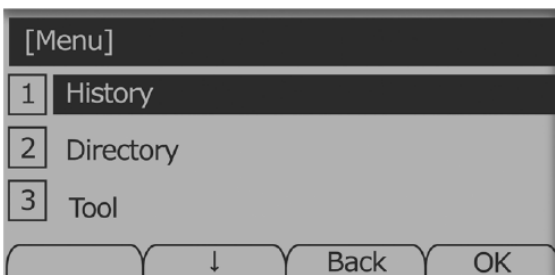 [Menu]
1 History
2 Directory
3 Tool
↓ Back OK